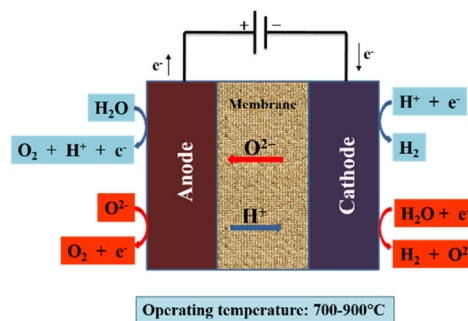 + −
e⁻
e⁻
H₂O
O₂ + H⁺ + e⁻
O²⁻
O₂ + e⁻
Anode
Membrane
O²⁻
H⁺
Cathode
H⁺ + e⁻
H₂
H₂O + e⁻
H₂ + O²
Operating temperature: 700-900°C